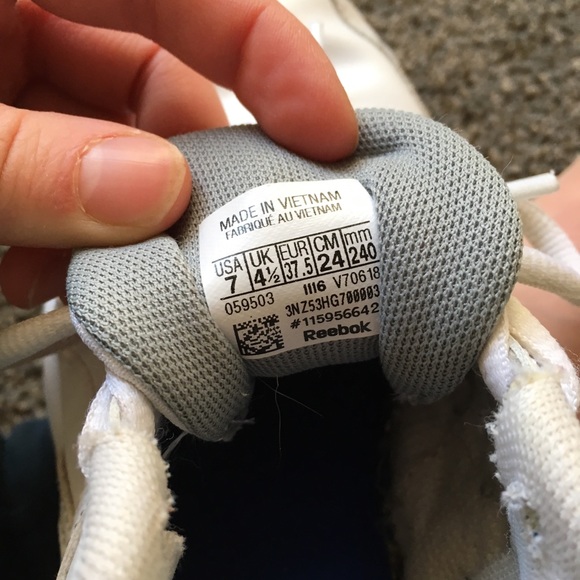 MADE IN VIETNAM
FABRIQUÉ AU VIETNAM
USA UK EUR CM mm
7 4½ 37.5 24 240
059503 III6 V70618
3NZ53HG700003
#115956642
Reebok